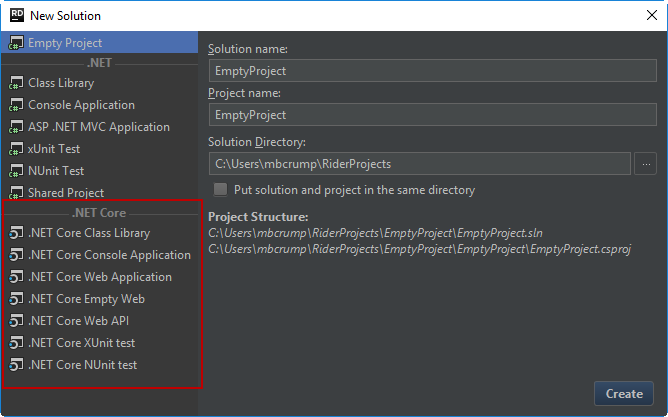 RD New Solution
Empty Project
.NET
Class Library
Console Application
ASP .NET MVC Application
xUnit Test
NUnit Test
Shared Project
.NET Core
.NET Core Class Library
.NET Core Console Application
.NET Core Web Application
.NET Core Empty Web
.NET Core Web API
.NET Core XUnit test
.NET Core NUnit test
Solution name:
EmptyProject
Project name:
EmptyProject
Solution Directory:
C:\Users\mbcrump\RiderProjects
...
Put solution and project in the same directory
Project Structure:
C:\Users\mbcrump\RiderProjects\EmptyProject\EmptyProject.sln
C:\Users\mbcrump\RiderProjects\EmptyProject\EmptyProject\EmptyProject.csproj
Create